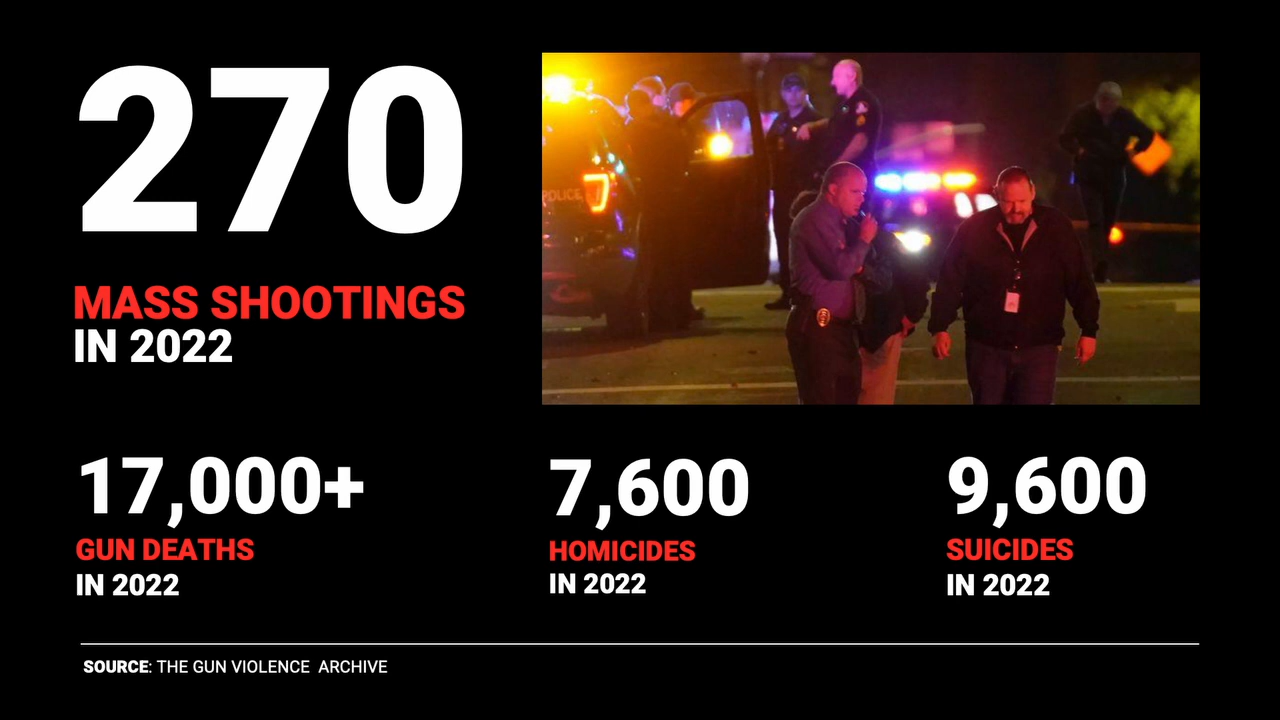 270
MASS SHOOTINGS
IN 2022
POLICE
17,000+
GUN DEATHS
IN 2022
7,600
HOMICIDES
IN 2022
9,600
SUICIDES
IN 2022
SOURCE: THE GUN VIOLENCE  ARCHIVE